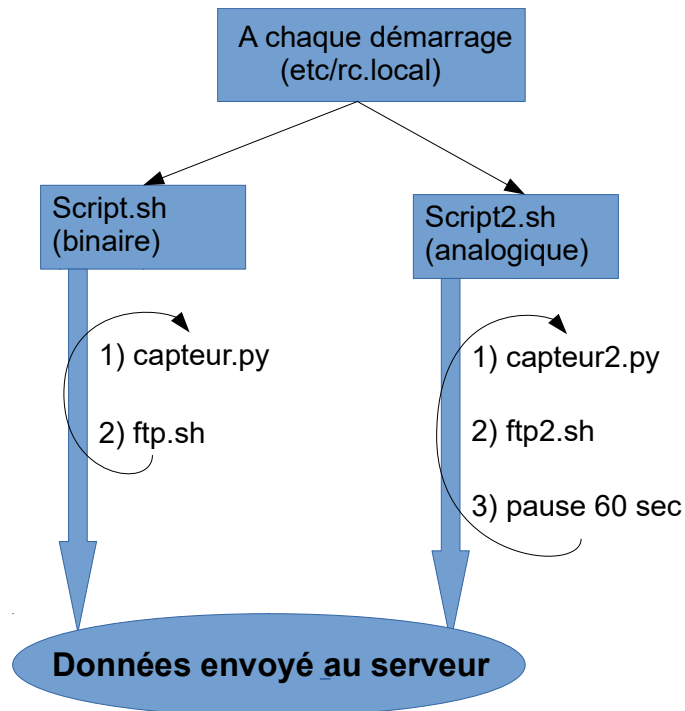 A chaque démarrage
(etc/rc.local)
Script.sh
(binaire)
Script2.sh
(analogique)
1) capteur.py
2) ftp.sh
1) capteur2.py
2) ftp2.sh
3) pause 60 sec
Données envoyé au serveur